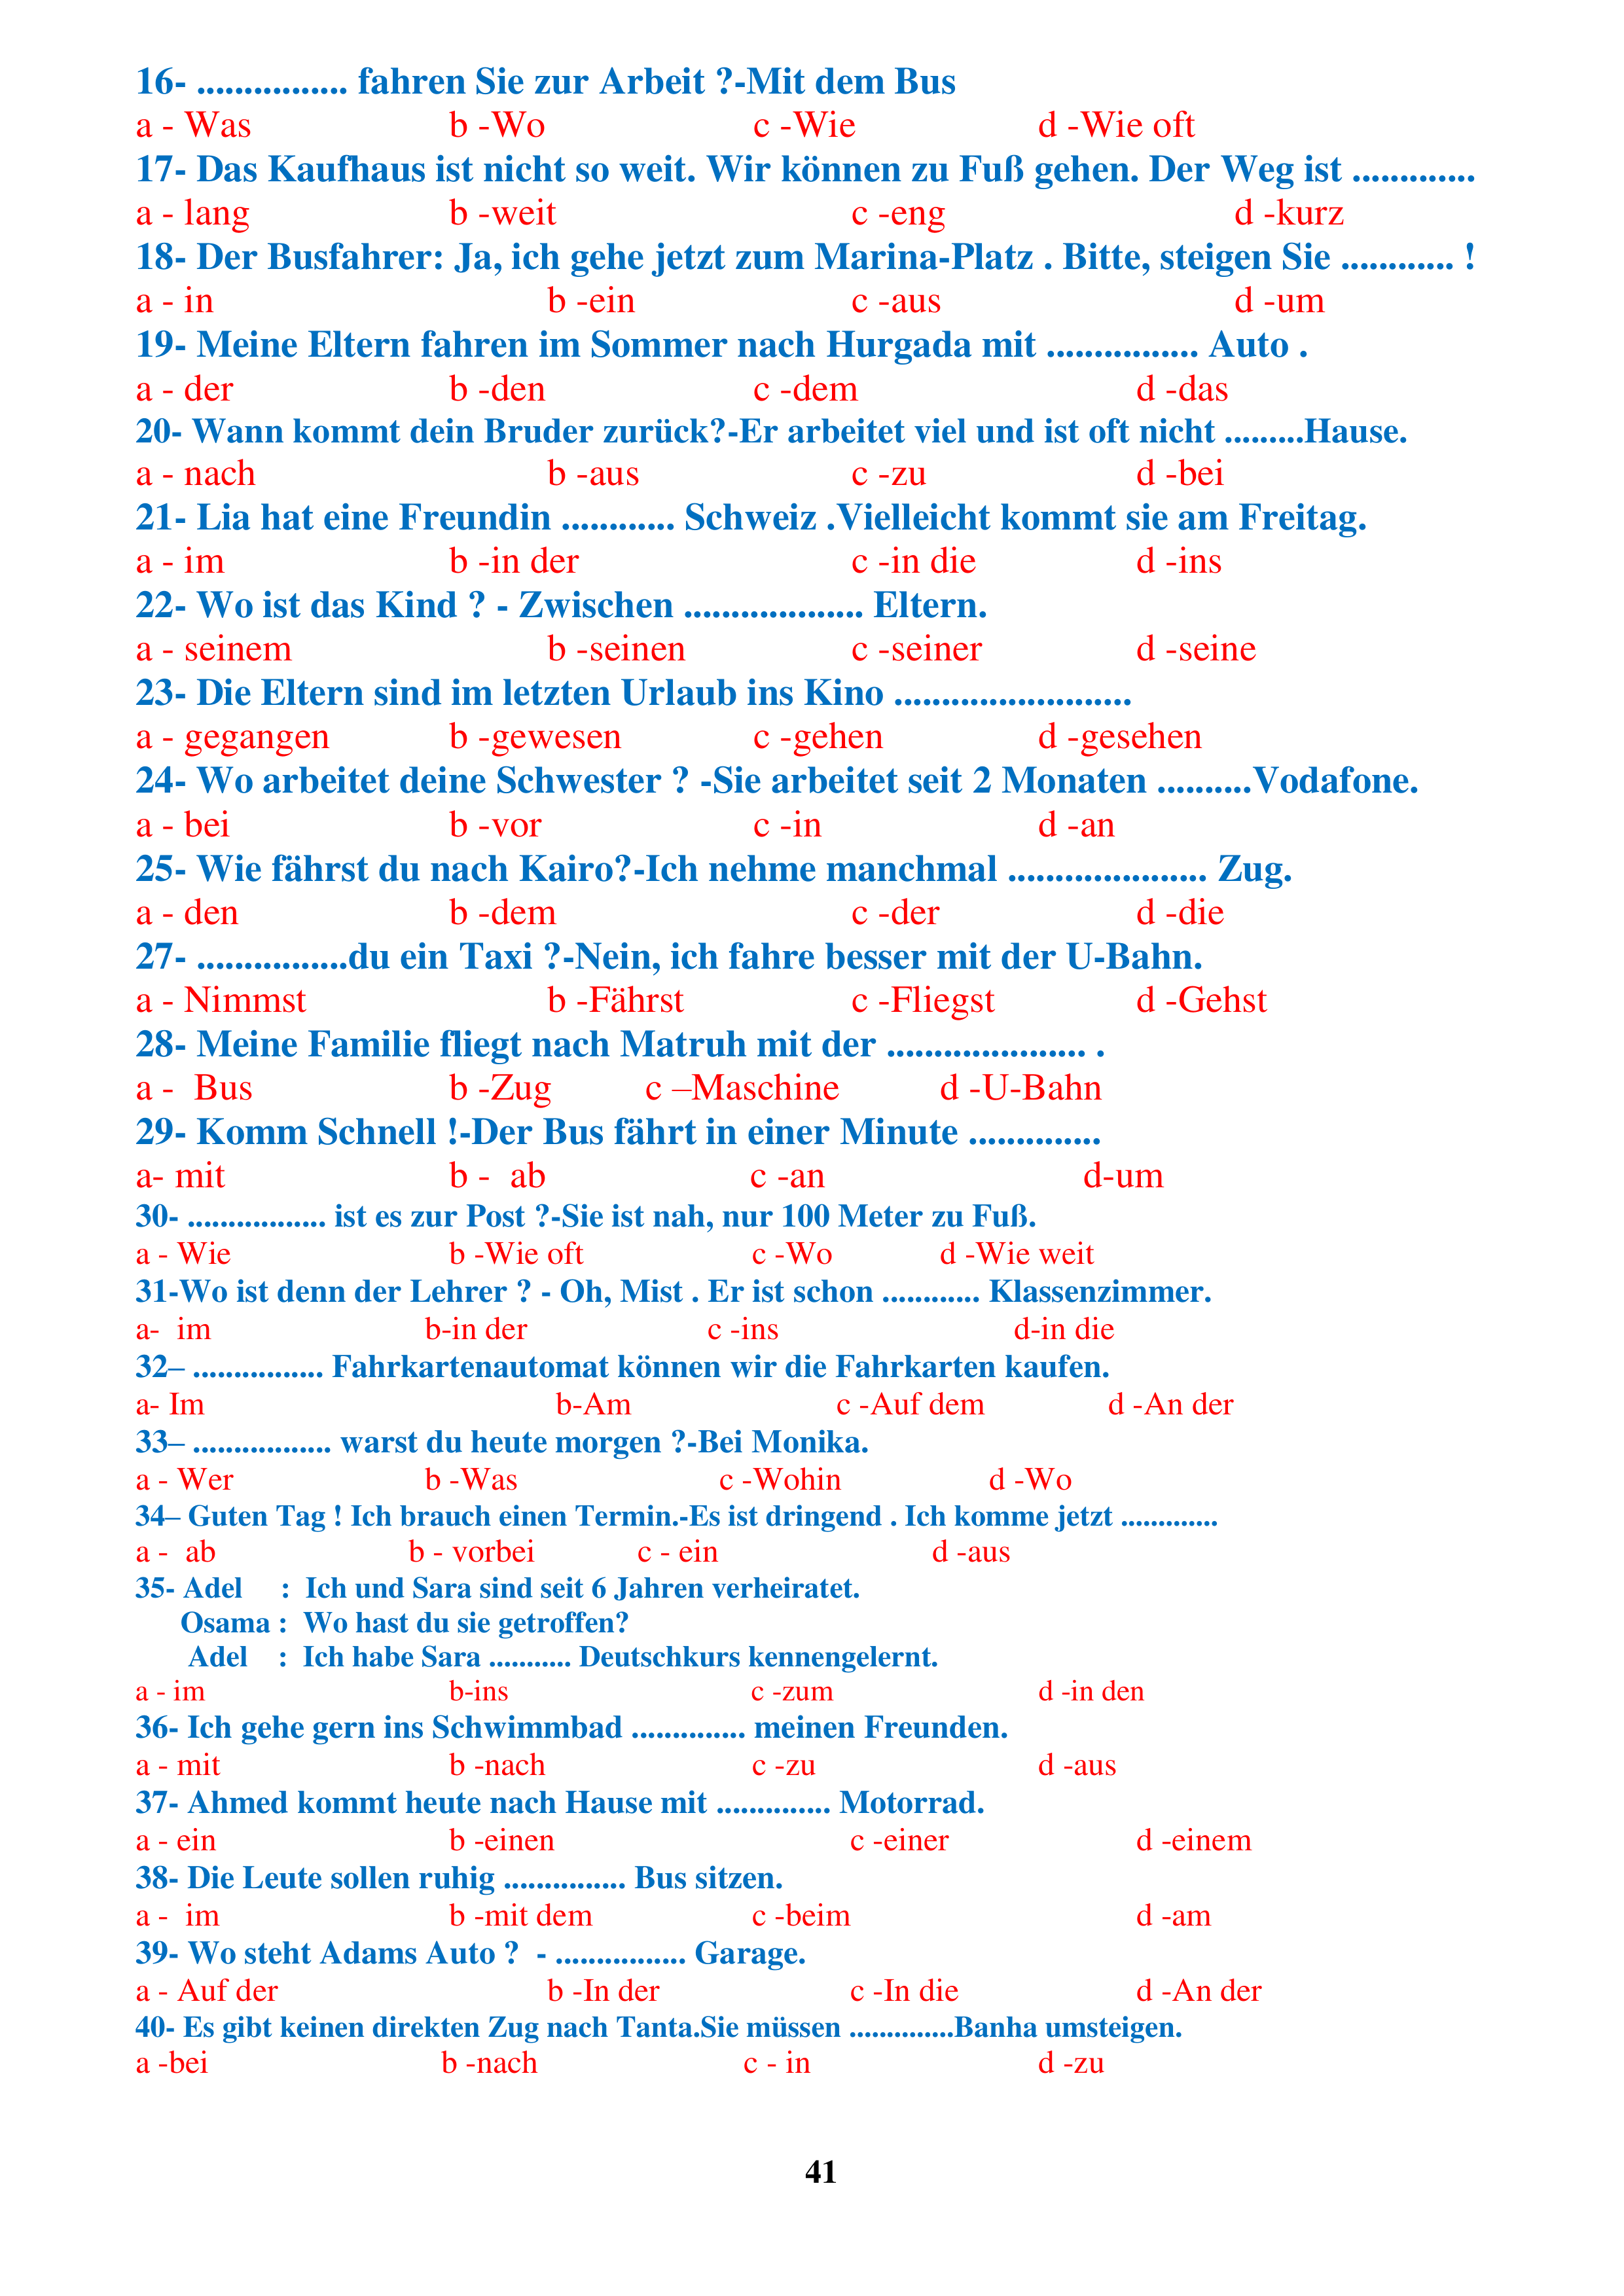 16- ................ fahren Sie zur Arbeit ?-Mit dem Bus
a - Was b -Wo c -Wie d -Wie oft
17- Das Kaufhaus ist nicht so weit. Wir können zu Fuß gehen. Der Weg ist .............
a - lang b -weit c -eng d -kurz
18- Der Busfahrer: Ja, ich gehe jetzt zum Marina-Platz . Bitte, steigen Sie ............ !
a - in b -ein c -aus d -um
19- Meine Eltern fahren im Sommer nach Hurgada mit ................ Auto .
a - der b -den c -dem d -das
20- Wann kommt dein Bruder zurück?-Er arbeitet viel und ist oft nicht .........Hause.
a - nach b -aus c -zu d -bei
21- Lia hat eine Freundin ............ Schweiz .Vielleicht kommt sie am Freitag.
a - im b -in der c -in die d -ins
22- Wo ist das Kind ? - Zwischen ................... Eltern.
a - seinem b -seinen c -seiner d -seine
23- Die Eltern sind im letzten Urlaub ins Kino .........................
a - gegangen b -gewesen c -gehen d -gesehen
24- Wo arbeitet deine Schwester ? -Sie arbeitet seit 2 Monaten ..........Vodafone.
a - bei b -vor c -in d -an
25- Wie fährst du nach Kairo?-Ich nehme manchmal ..................... Zug.
a - den b -dem c -der d -die
27- ................du ein Taxi ?-Nein, ich fahre besser mit der U-Bahn.
a - Nimmst b -Fährst c -Fliegst d -Gehst
28- Meine Familie fliegt nach Matruh mit der ..................... .
a - Bus b -Zug c –Maschine d -U-Bahn
29- Komm Schnell !-Der Bus fährt in einer Minute ..............
a- mit b - ab c -an d-um
30- ................. ist es zur Post ?-Sie ist nah, nur 100 Meter zu Fuß.
a - Wie b -Wie oft c -Wo d -Wie weit
31-Wo ist denn der Lehrer ? - Oh, Mist . Er ist schon ............ Klassenzimmer.
a- im b-in der c -ins d-in die
32– ................ Fahrkartenautomat können wir die Fahrkarten kaufen.
a- Im b-Am c -Auf dem d -An der
33– ................. warst du heute morgen ?-Bei Monika.
a - Wer b -Was c -Wohin d -Wo
34– Guten Tag ! Ich brauch einen Termin.-Es ist dringend . Ich komme jetzt .............
a - ab b - vorbei c - ein d -aus
35- Adel : Ich und Sara sind seit 6 Jahren verheiratet.
Osama : Wo hast du sie getroffen?
Adel : Ich habe Sara ........... Deutschkurs kennengelernt.
a - im b-ins c -zum d -in den
36- Ich gehe gern ins Schwimmbad .............. meinen Freunden.
a - mit b -nach c -zu d -aus
37- Ahmed kommt heute nach Hause mit .............. Motorrad.
a - ein b -einen c -einer d -einem
38- Die Leute sollen ruhig ............... Bus sitzen.
a - im b -mit dem c -beim d -am
39- Wo steht Adams Auto ? - ................ Garage.
a - Auf der b -In der c -In die d -An der
40- Es gibt keinen direkten Zug nach Tanta.Sie müssen ..............Banha umsteigen.
a -bei b -nach c - in d -zu
41